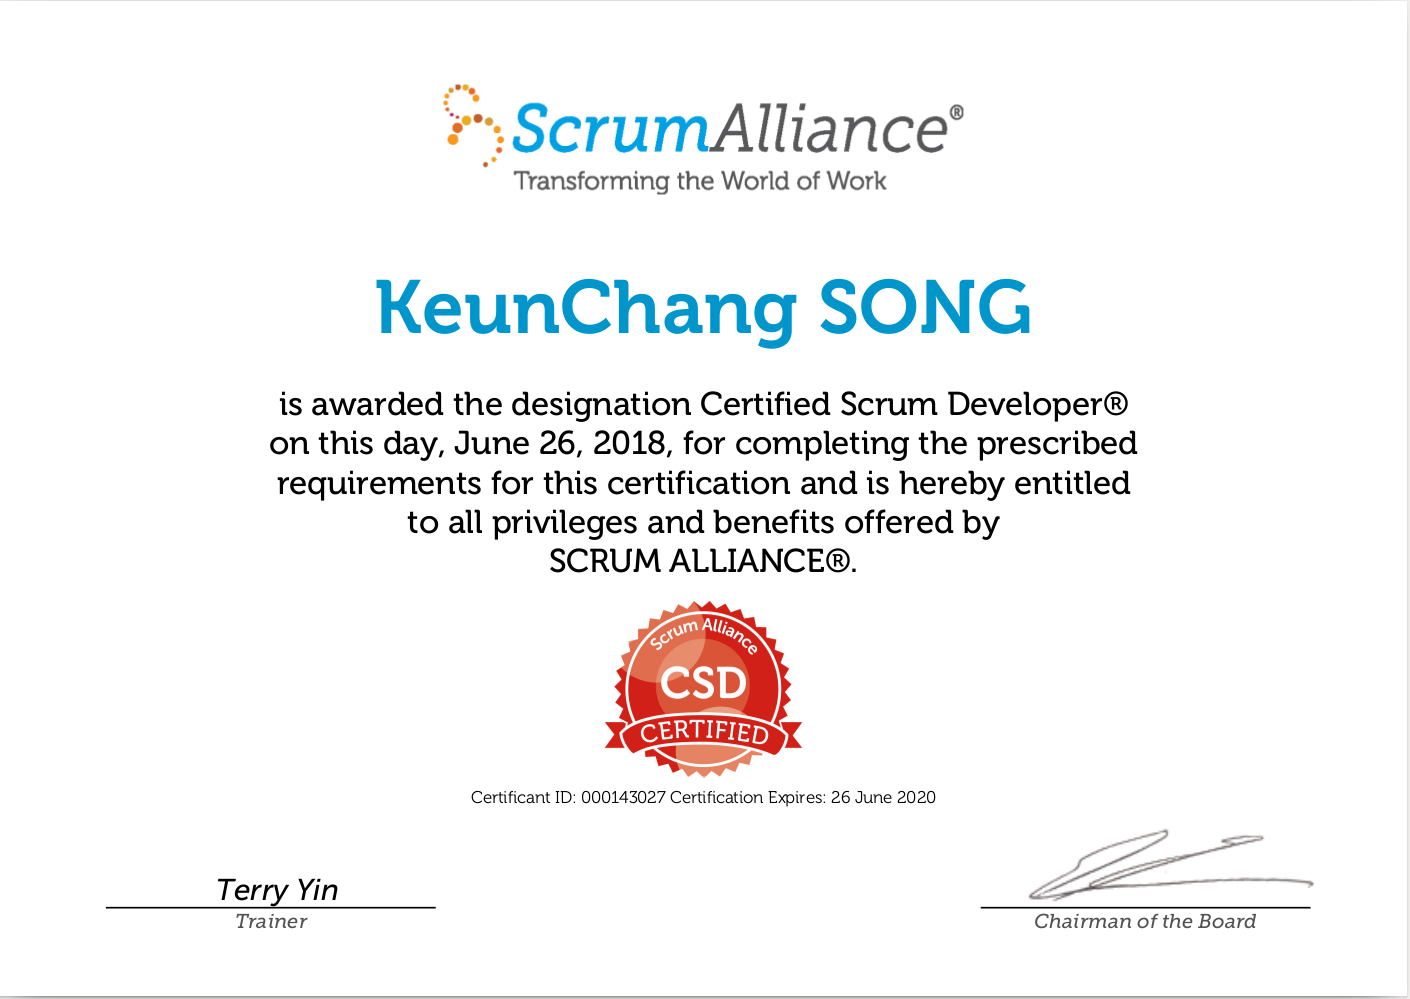 ScrumAlliance®
Transforming the World of Work
KeunChang SONG
is awarded the designation Certified Scrum Developer®
on this day, June 26, 2018, for completing the prescribed
requirements for this certification and is hereby entitled
to all privileges and benefits offered by
SCRUM ALLIANCE®.
Scrum Alliance
CSD
CERTIFIED
Certificant ID: 000143027 Certification Expires: 26 June 2020
Terry Yin
Trainer
Chairman of the Board